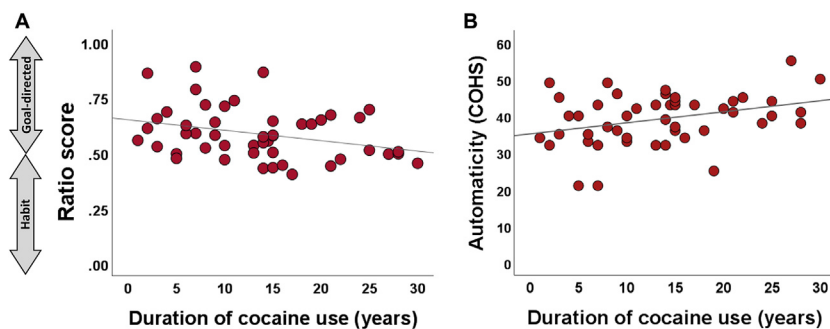 A
Goal-directed
Habit
Ratio score
1.00
.75
.50
.25
.00
0 5 10 15 20 25 30
Duration of cocaine use (years)
B
Automaticity (COHS)
60
50
40
30
20
10
0
0 5 10 15 20 25 30
Duration of cocaine use (years)